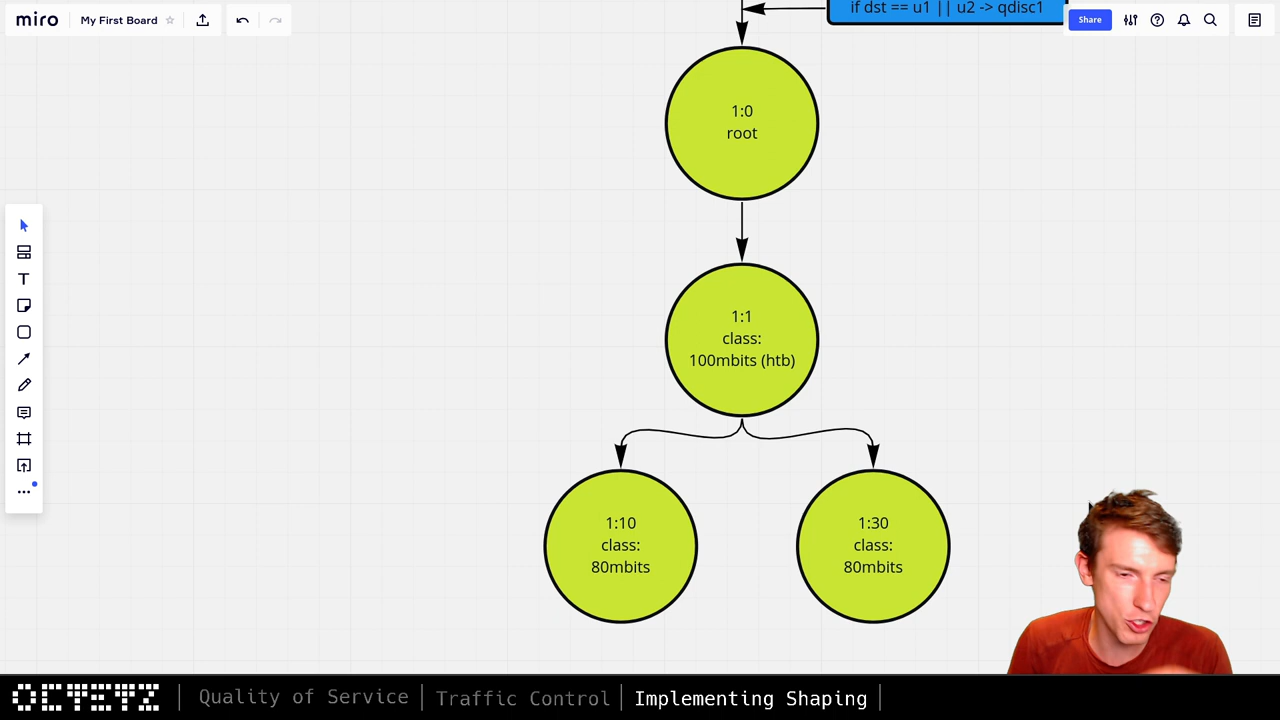 miro
My First Board
if dst == u1 || u2 -> qdisc1
Share
1:0
root
1:1
class:
100mbits (htb)
1:10
class:
80mbits
1:30
class:
80mbits
OCTETZ
Quality of Service
Traffic Control
Implementing Shaping